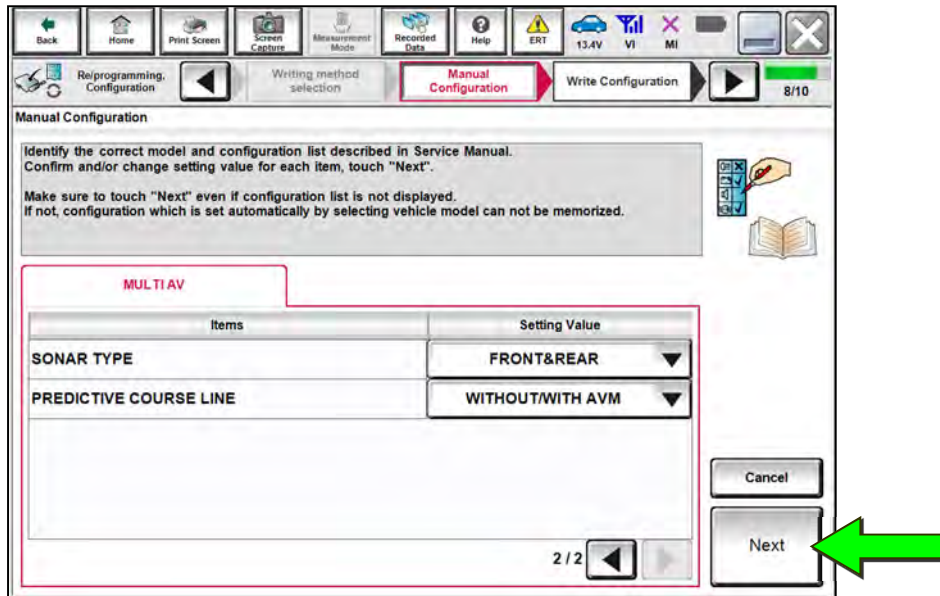 Back
Home
Print Screen
Screen
Capture
Measurement
Mode
Recorded
Data
Help
ERT
13.4V
VI
MI
Re/programming,
Configuration
Writing method
selection
Manual
Configuration
Write Configuration
8/10
Manual Configuration
Identify the correct model and configuration list described in Service Manual.
Confirm and/or change setting value for each item, touch "Next".
Make sure to touch "Next" even if configuration list is not displayed.
If not, configuration which is set automatically by selecting vehicle model can not be memorized.
MULTI AV
Items
Setting Value
SONAR TYPE
FRONT&REAR
PREDICTIVE COURSE LINE
WITHOUT/WITH AVM
Cancel
Next
2 / 2